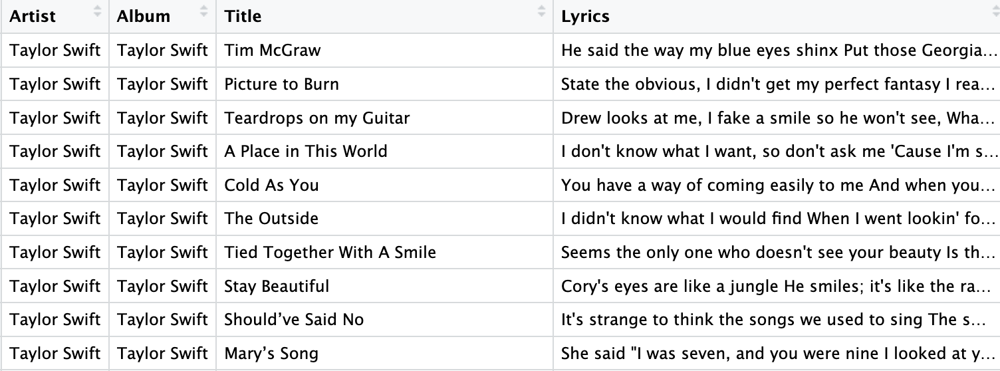 Artist Album Title Lyrics
Taylor Swift Taylor Swift Tim McGraw He said the way my blue eyes shinx Put those Georgia...
Taylor Swift Taylor Swift Picture to Burn State the obvious, I didn't get my perfect fantasy I rea...
Taylor Swift Taylor Swift Teardrops on my Guitar Drew looks at me, I fake a smile so he won't see, Wha...
Taylor Swift Taylor Swift A Place in This World I don't know what I want, so don't ask me 'Cause I'm s...
Taylor Swift Taylor Swift Cold As You You have a way of coming easily to me And when you...
Taylor Swift Taylor Swift The Outside I didn't know what I would find When I went lookin' fo...
Taylor Swift Taylor Swift Tied Together With A Smile Seems the only one who doesn't see your beauty Is th...
Taylor Swift Taylor Swift Stay Beautiful Cory's eyes are like a jungle He smiles; it's like the ra...
Taylor Swift Taylor Swift Should’ve Said No It's strange to think the songs we used to sing The s...
Taylor Swift Taylor Swift Mary’s Song She said "I was seven, and you were nine I looked at y...